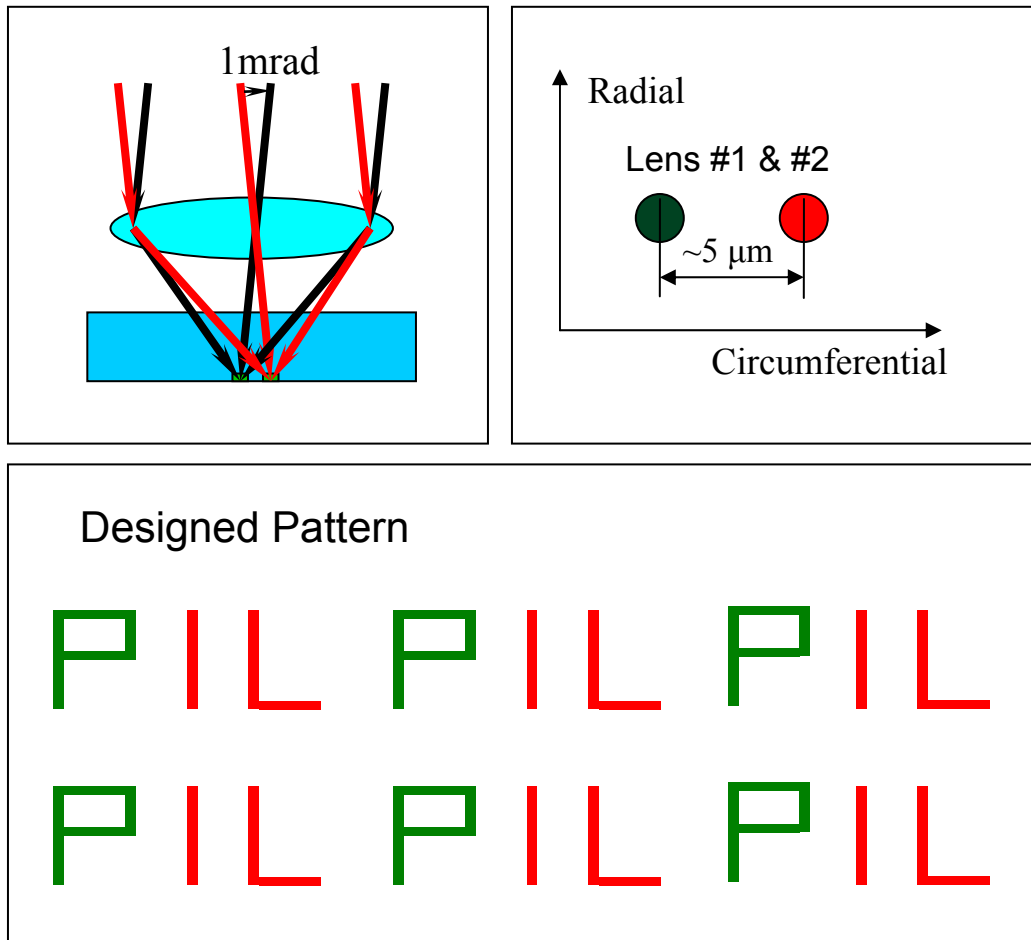 1mrad
Radial
Lens #1 & #2
~5 μm
Circumferential
Designed Pattern
PIL PIL PIL
PIL PIL PIL